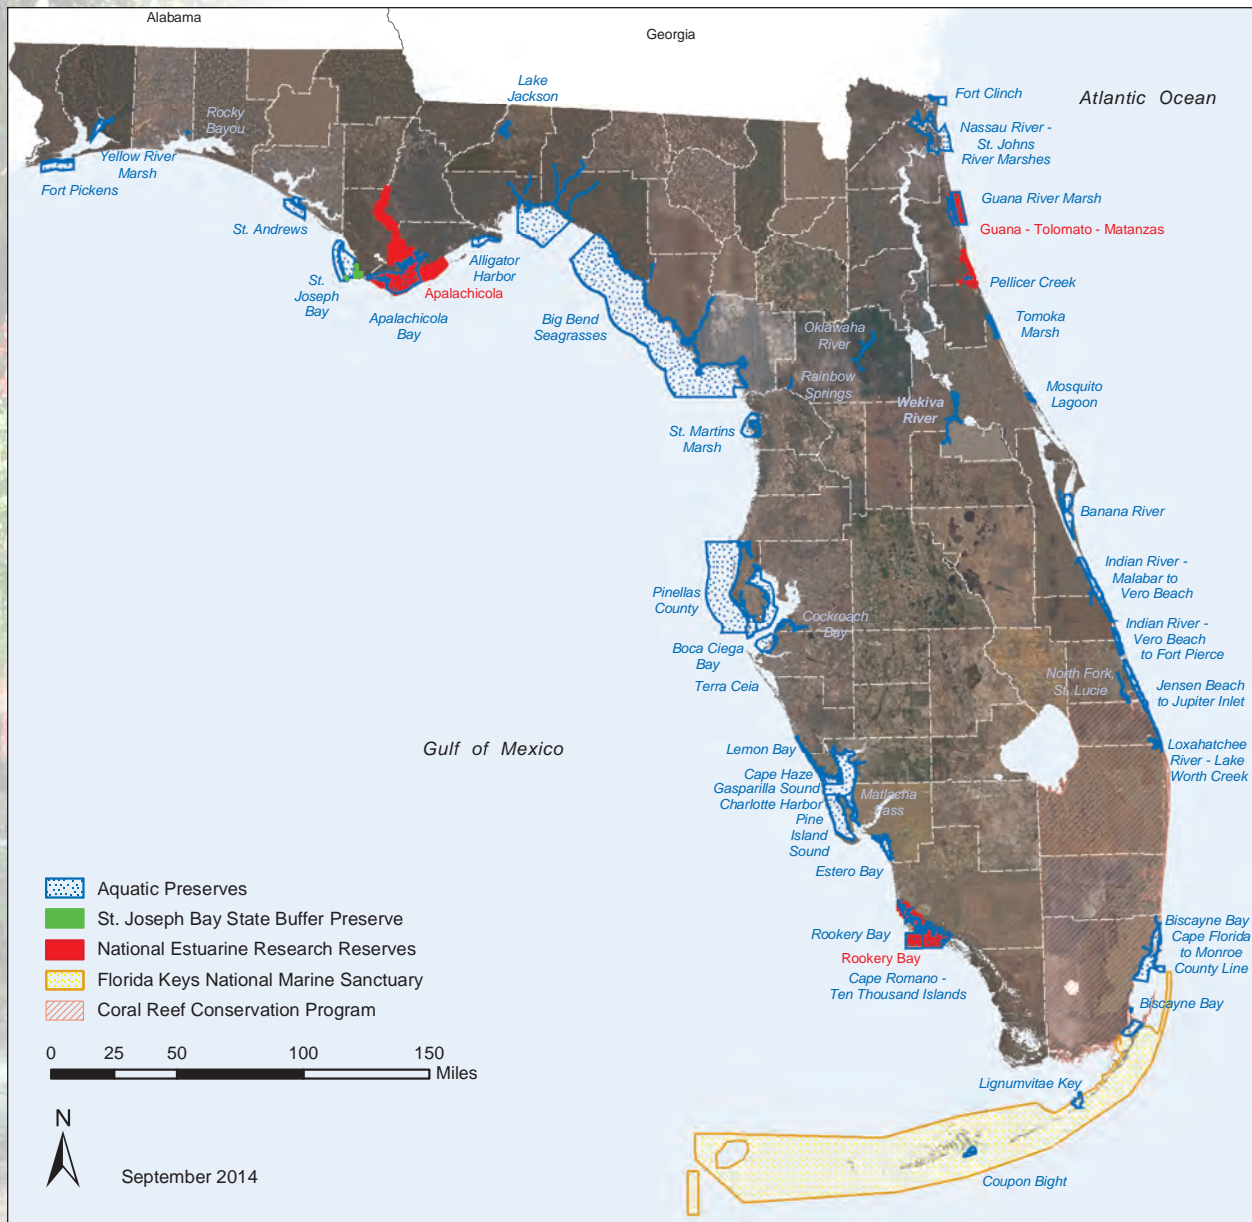 Alabama
Georgia
Atlantic Ocean
Gulf of Mexico
Lake
Jackson
Rocky
Bayou
Yellow River
Marsh
Fort Pickens
St. Andrews
St.
Joseph
Bay
Apalachicola
Apalachicola
Bay
Alligator
Harbor
Big Bend
Seagrasses
Fort Clinch
Nassau River -
St. Johns
River Marshes
Guana River Marsh
Guana - Tolomato - Matanzas
Pellicer Creek
Tomoka
Marsh
Oklawaha
River
Rainbow
Springs
Wekiva
River
Mosquito
Lagoon
St. Martins
Marsh
Banana River
Indian River -
Malabar to
Vero Beach
Indian River -
Vero Beach
to Fort Pierce
Pinellas
County
Cockroach
Bay
Boca Ciega
Bay
Terra Ceia
North Fork,
St. Lucie
Jensen Beach
to Jupiter Inlet
Loxahatchee
River - Lake
Worth Creek
Lemon Bay
Cape Haze
Gasparilla Sound
Charlotte Harbor
Pine
Island
Sound
Matlacha
Pass
Estero Bay
Rookery Bay
Rookery Bay
Cape Romano -
Ten Thousand Islands
Biscayne Bay
Cape Florida
to Monroe
County Line
Biscayne Bay
Lignumvitae Key
Coupon Bight
Aquatic Preserves
St. Joseph Bay State Buffer Preserve
National Estuarine Research Reserves
Florida Keys National Marine Sanctuary
Coral Reef Conservation Program
0 25 50 100 150
Miles
N
September 2014